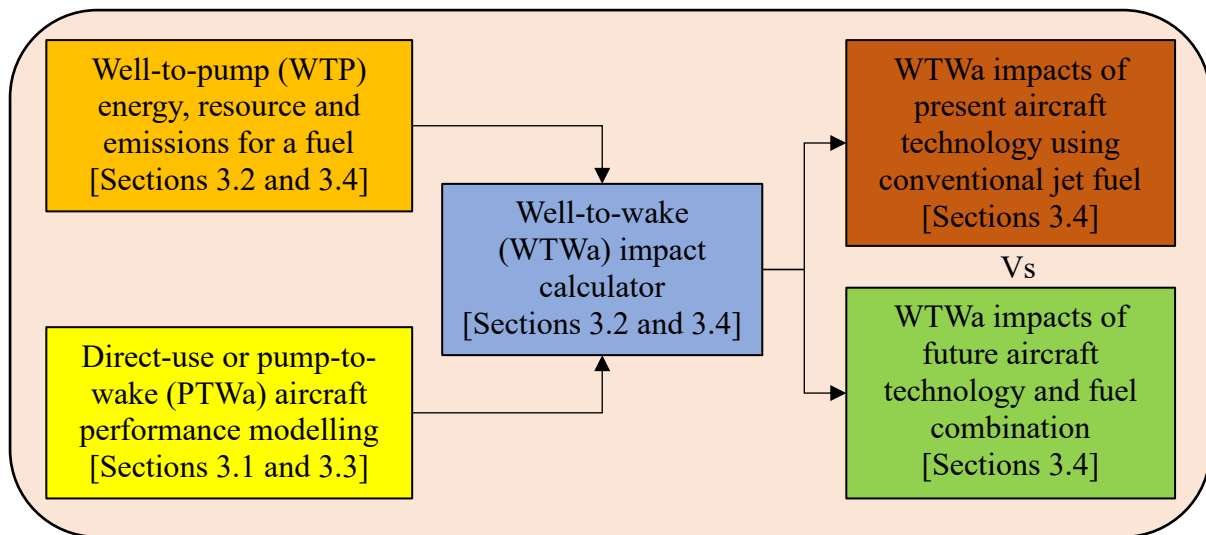 Well-to-pump (WTP)
energy, resource and
emissions for a fuel
[Sections 3.2 and 3.4]
Direct-use or pump-to-
wake (PTWa) aircraft
performance modelling
[Sections 3.1 and 3.3]
Well-to-wake
(WTWa) impact
calculator
[Sections 3.2 and 3.4]
WTWa impacts of
present aircraft
technology using
conventional jet fuel
[Sections 3.4]
Vs
WTWa impacts of
future aircraft
technology and fuel
combination
[Sections 3.4]